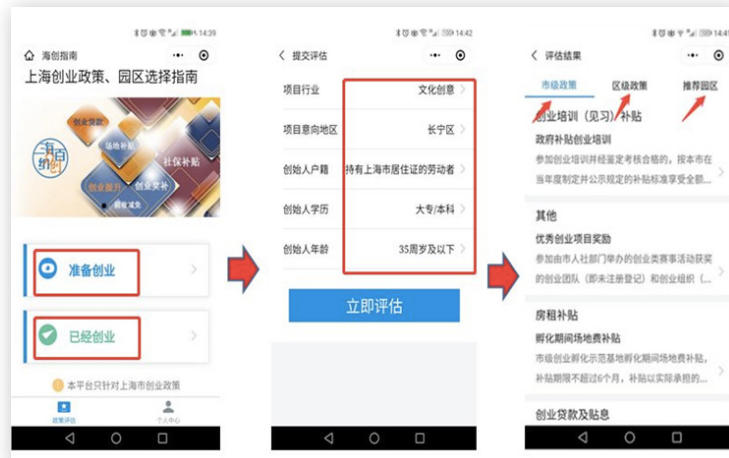 14:39
海创指南
上海创业政策、园区选择指南
创业贷款
场地补贴
社保补贴
海纳百创
创业提升
创业奖补
税收减免
准备创业
已经创业
本平台只针对上海市创业政策
政策评估
个人中心
14:42
提交评估
项目行业
文化创意
项目意向地区
长宁区
创始人户籍
持有上海市居住证的劳动者
创始人学历
大专/本科
创始人年龄
35周岁及以下
立即评估
14:41
评估结果
市级政策
区级政策
推荐园区
创业培训（见习）补贴
政府补贴创业培训
参加创业培训并经鉴定考核合格的，按本市在
当年度制定并公示规定的补贴标准享受全额...
其他
优秀创业项目奖励
参加由市人社部门举办的创业类赛事活动获奖
的创业团队（即未注册登记）和创业组织（...
房租补贴
孵化期间场地费补贴
市级创业孵化示范基地孵化期间场地费补贴，
补贴期限不超过6个月，补贴以实际承担的...
创业贷款及贴息